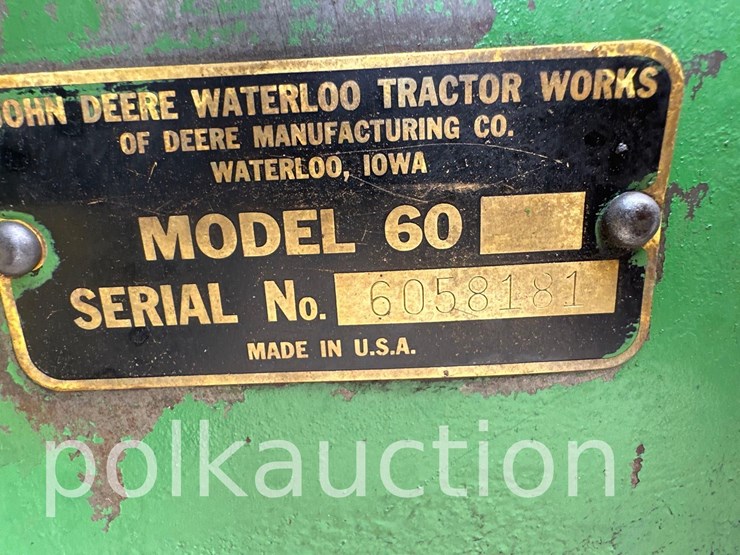 JOHN DEERE WATERLOO TRACTOR WORKS
OF DEERE MANUFACTURING CO.
WATERLOO, IOWA
MODEL 60
SERIAL No. 6058181
MADE IN U.S.A.
polkauction